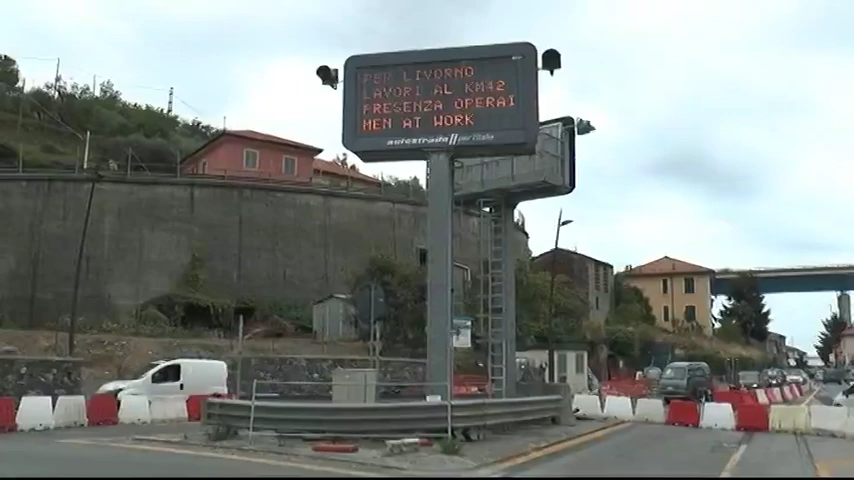 PER LIVORNO
LAVORI AL KM42
PRESENZA OPERAI
MEN AT WORK
autostrade // per l'italia